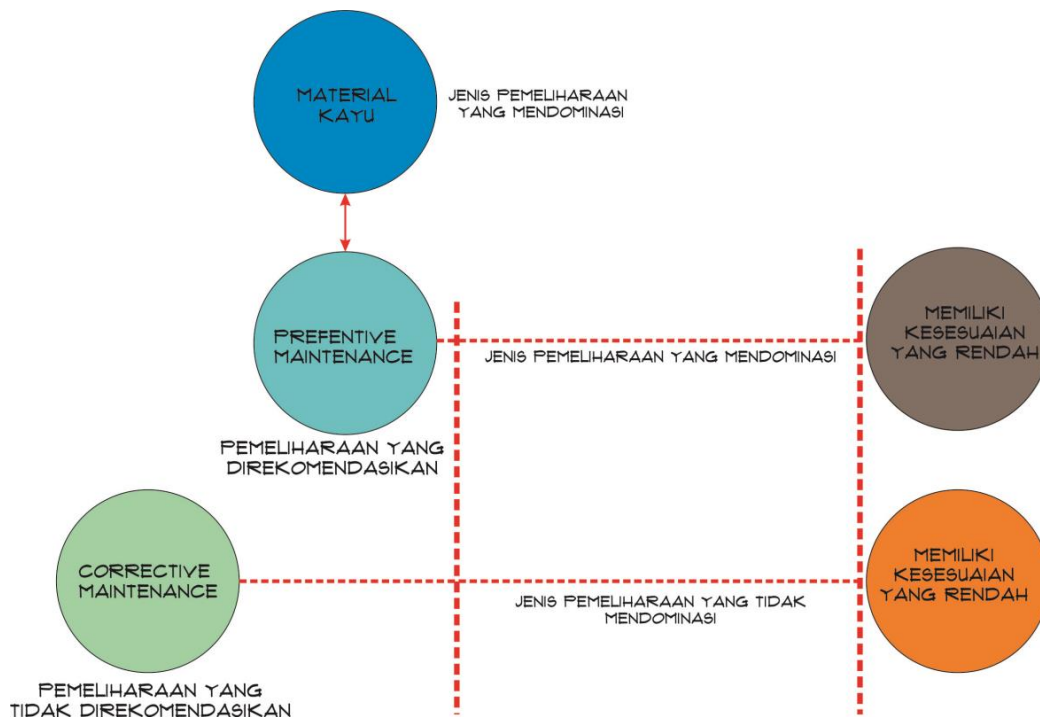 MATERIAL
KAYU
JENIS PEMELIHARAAN
YANG MENDOMINASI
PREFENTIVE
MAINTENANCE
JENIS PEMELIHARAAN YANG MENDOMINASI
MEMILIKI
KESESUAIAN
YANG RENDAH
PEMELIHARAAN YANG
DIREKOMENDASIKAN
CORRECTIVE
MAINTENANCE
JENIS PEMELIHARAAN YANG TIDAK
MENDOMINASI
MEMILIKI
KESESUAIAN
YANG RENDAH
PEMELIHARAAN YANG
TIDAK DIREKOMENDASIKAN